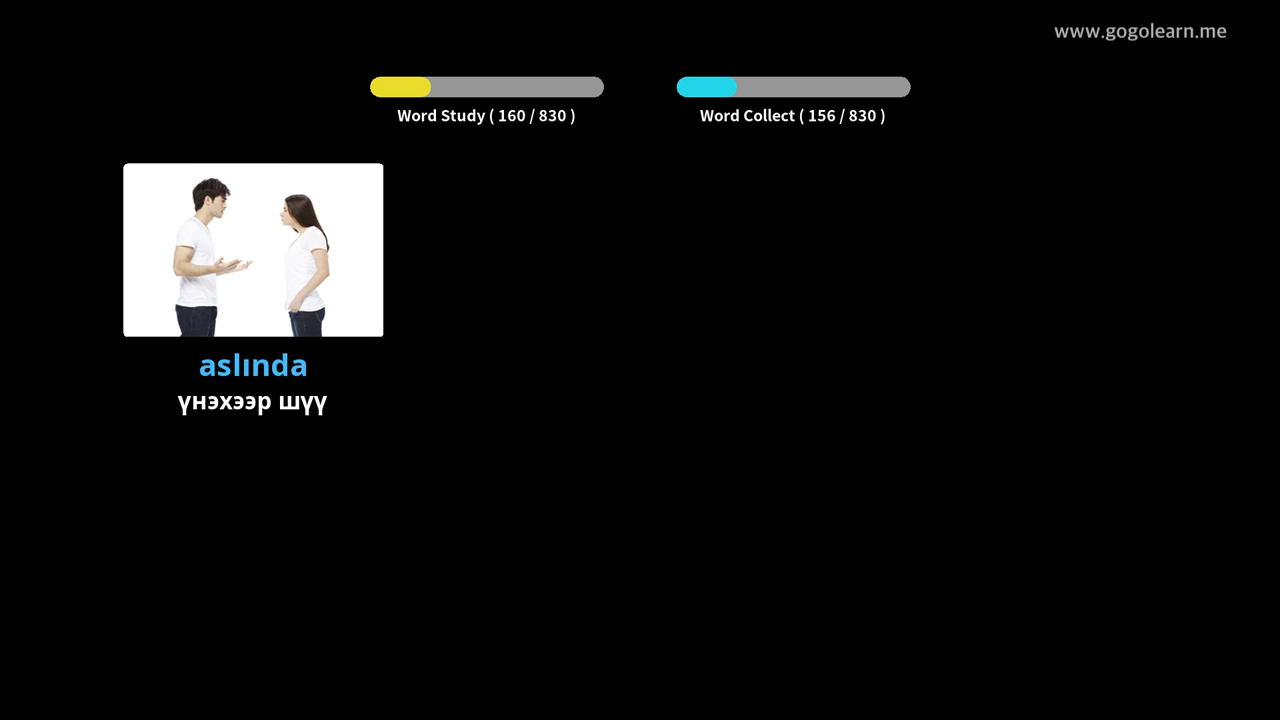 www.gogolearn.me
Word Study ( 160 / 830 )
Word Collect ( 156 / 830 )
aslında
үнэхээр шүү